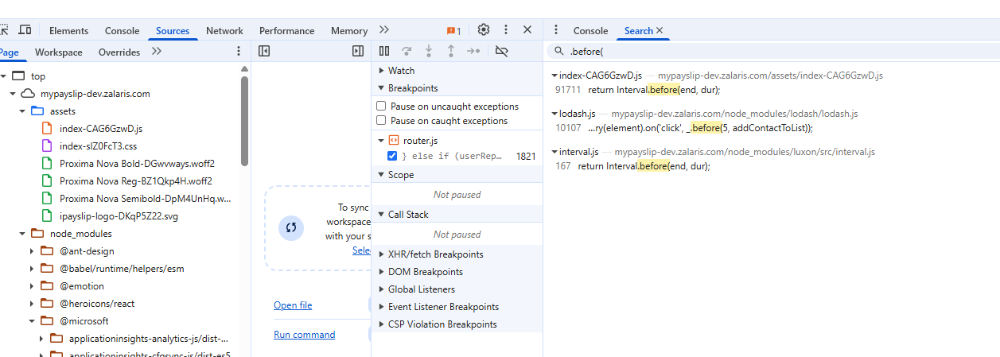 Elements Console Sources Network Performance Memory 1
Page Workspace Overrides
top
mypayslip-dev.zalaris.com
assets
index-CAG6GzwD.js
index-sIZ0FcT3.css
Proxima Nova Bold-DGwvways.woff2
Proxima Nova Reg-BZ1Qkp4H.woff2
Proxima Nova Semibold-DpM4UnHq.w...
ipayslip-logo-DKqP5Z22.svg
node_modules
@ant-design
@babel/runtime/helpers/esm
@emotion
@heroicons/react
@microsoft
applicationinsights-analytics-js/dist-...
applicationinsights-cfgsync-js/dist-es5
To sync
workspace
with your s
Selec
Open file
Run command
Watch
Breakpoints
Pause on uncaught exceptions
Pause on caught exceptions
router.js
} else if (userRep… 1821
Scope
Not paused
Call Stack
Not paused
XHR/fetch Breakpoints
DOM Breakpoints
Global Listeners
Event Listener Breakpoints
CSP Violation Breakpoints
Console Search
.before(
index-CAG6GzwD.js — mypayslip-dev.zalaris.com/assets/index-CAG6GzwD.js
91711 return Interval.before(end, dur);
lodash.js — mypayslip-dev.zalaris.com/node_modules/lodash/lodash.js
10107 …ry(element).on('click', _.before(5, addContactToList));
interval.js — mypayslip-dev.zalaris.com/node_modules/luxon/src/interval.js
167 return Interval.before(end, dur);